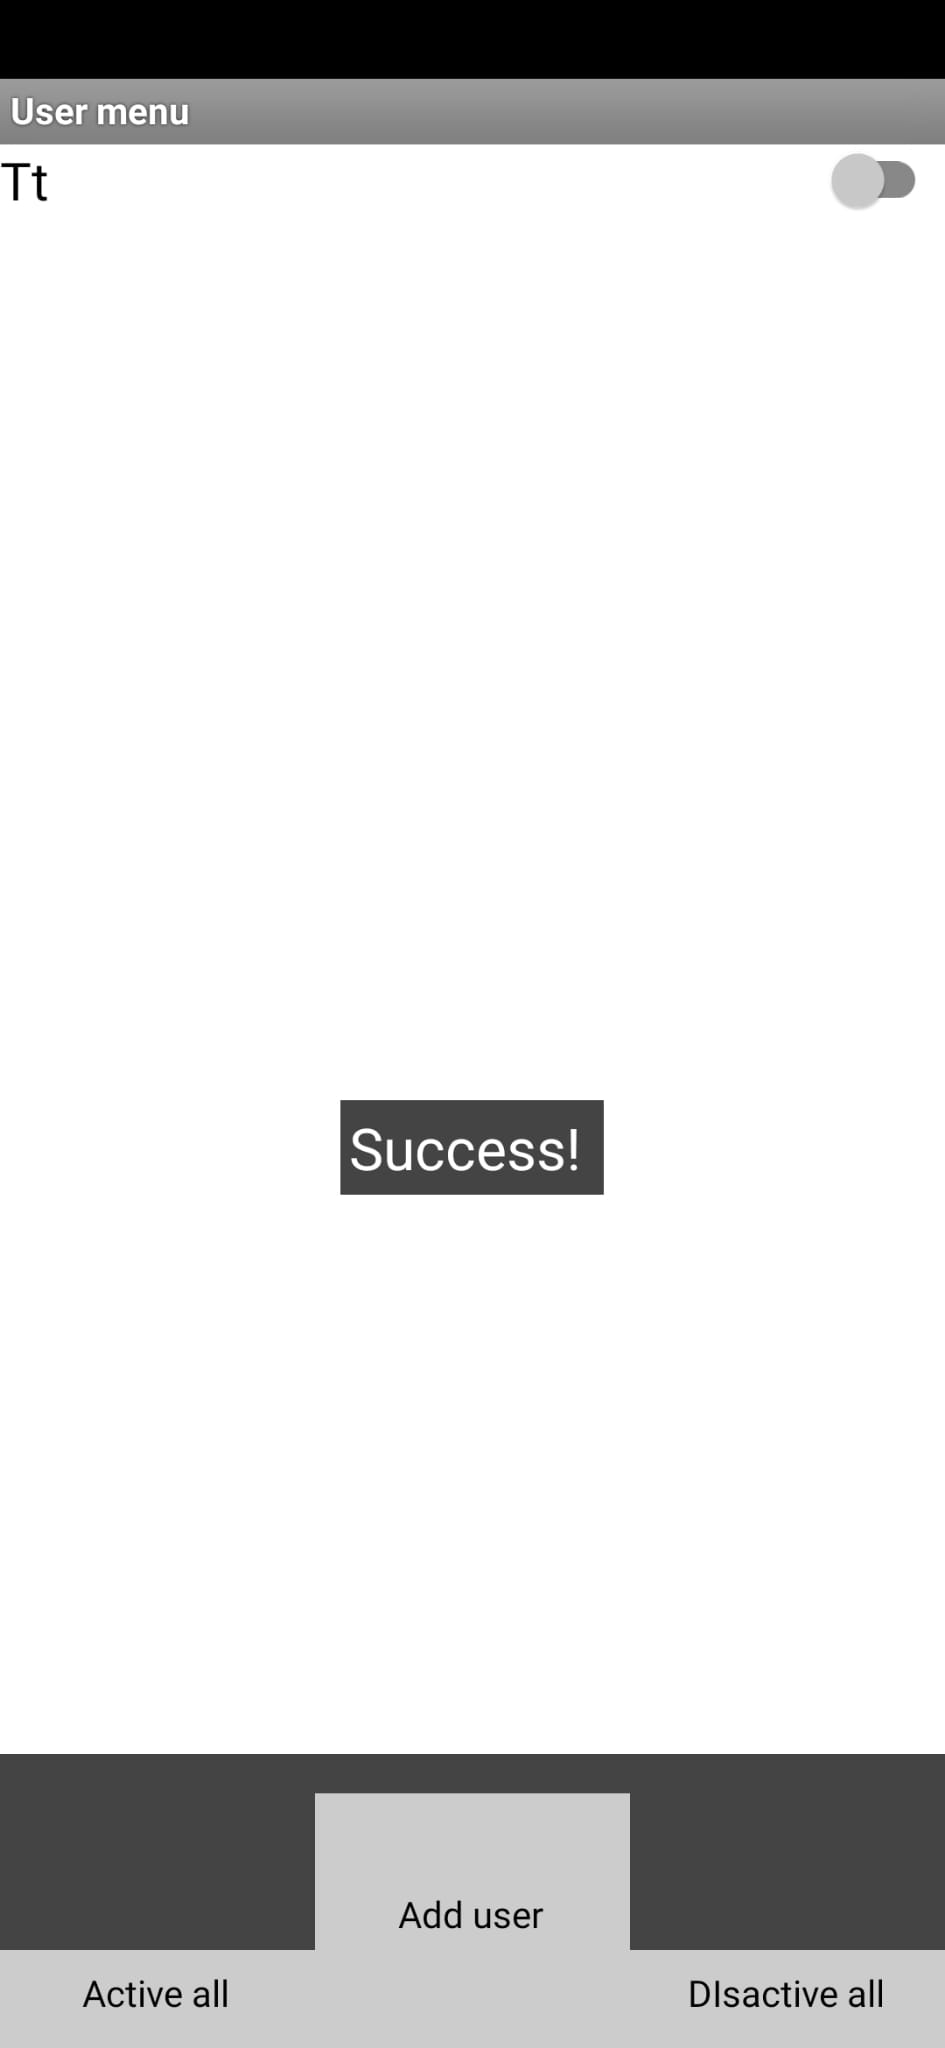 User menu
Tt
Success!
Add user
Active all
DIsactive all